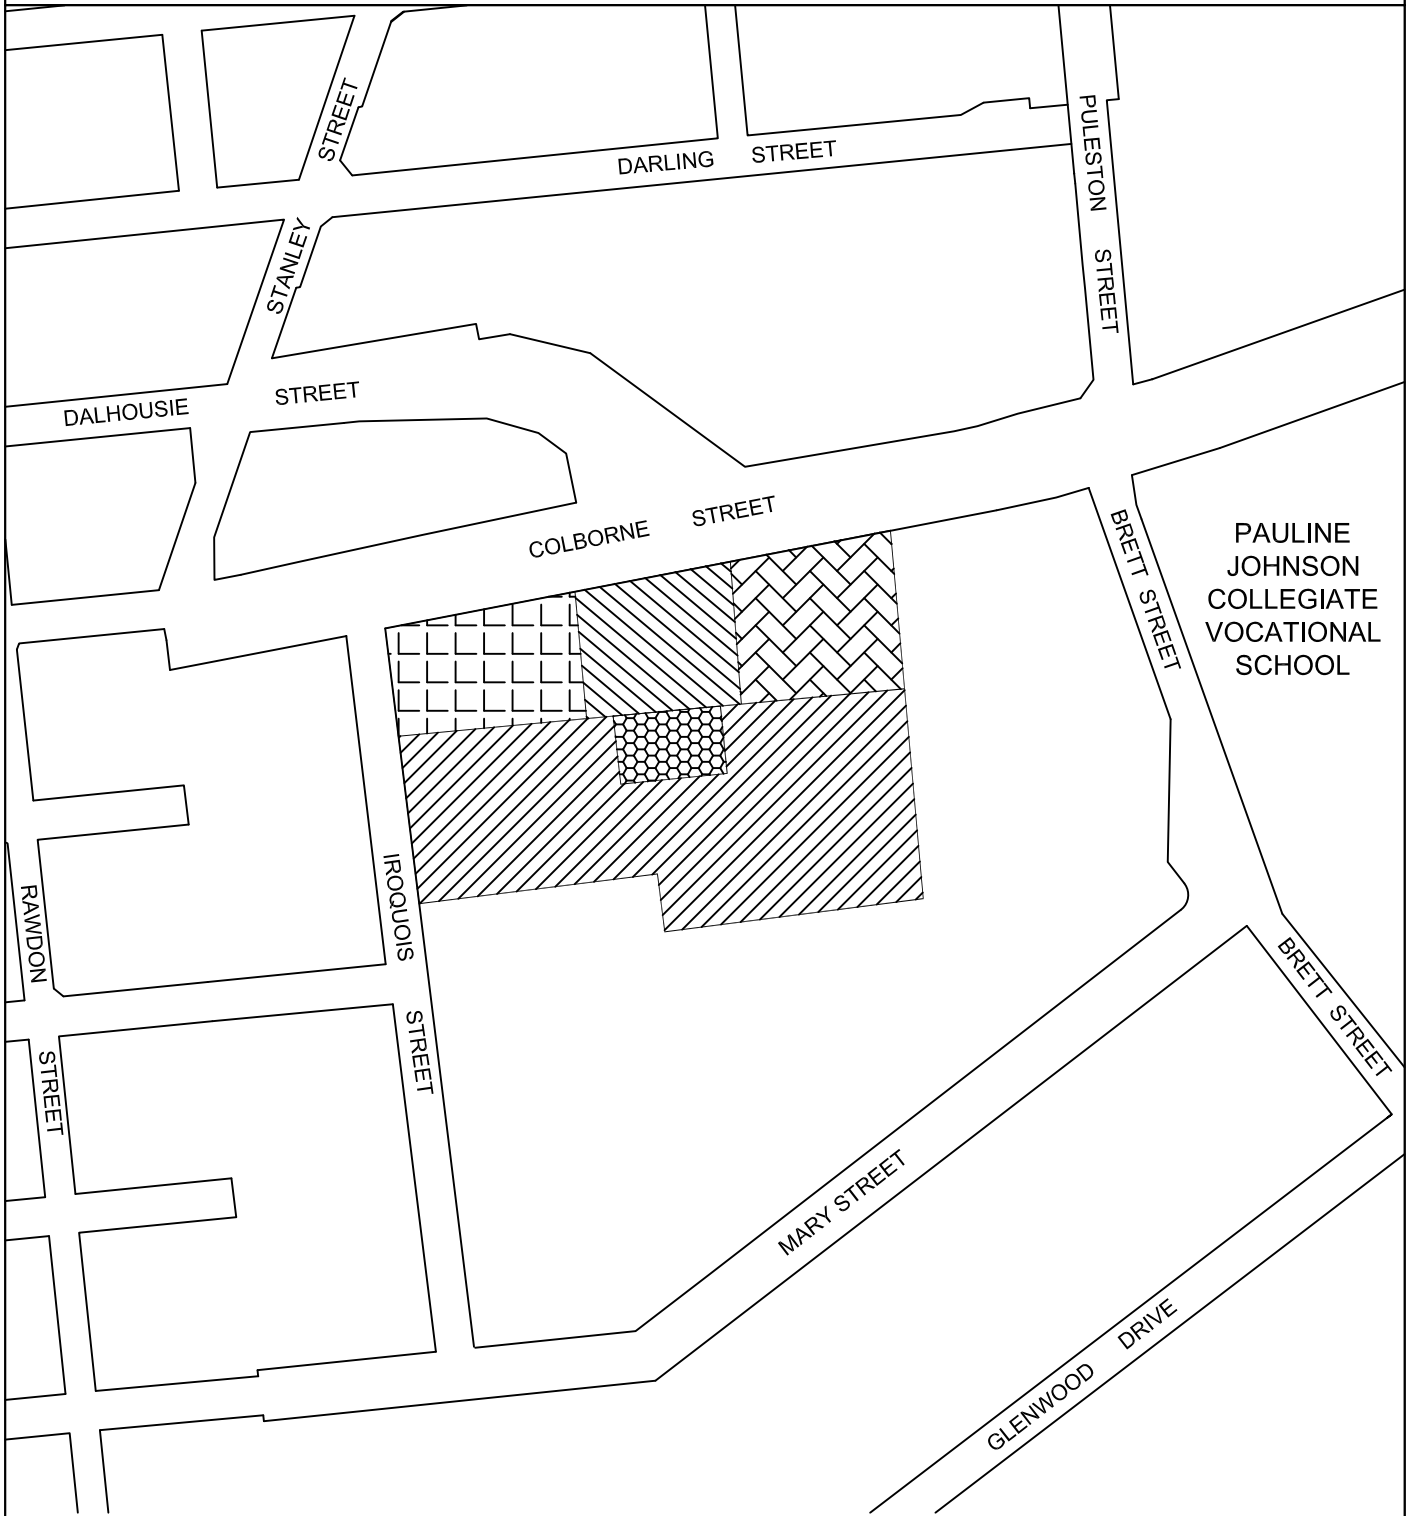 STREET
STANLEY
DARLING STREET
PULESTON STREET
DALHOUSIE STREET
COLBORNE STREET
BRETT STREET
PAULINE
JOHNSON
COLLEGIATE
VOCATIONAL
SCHOOL
IROQUOIS STREET
RAWDON STREET
BRETT STREET
MARY STREET
GLENWOOD DRIVE